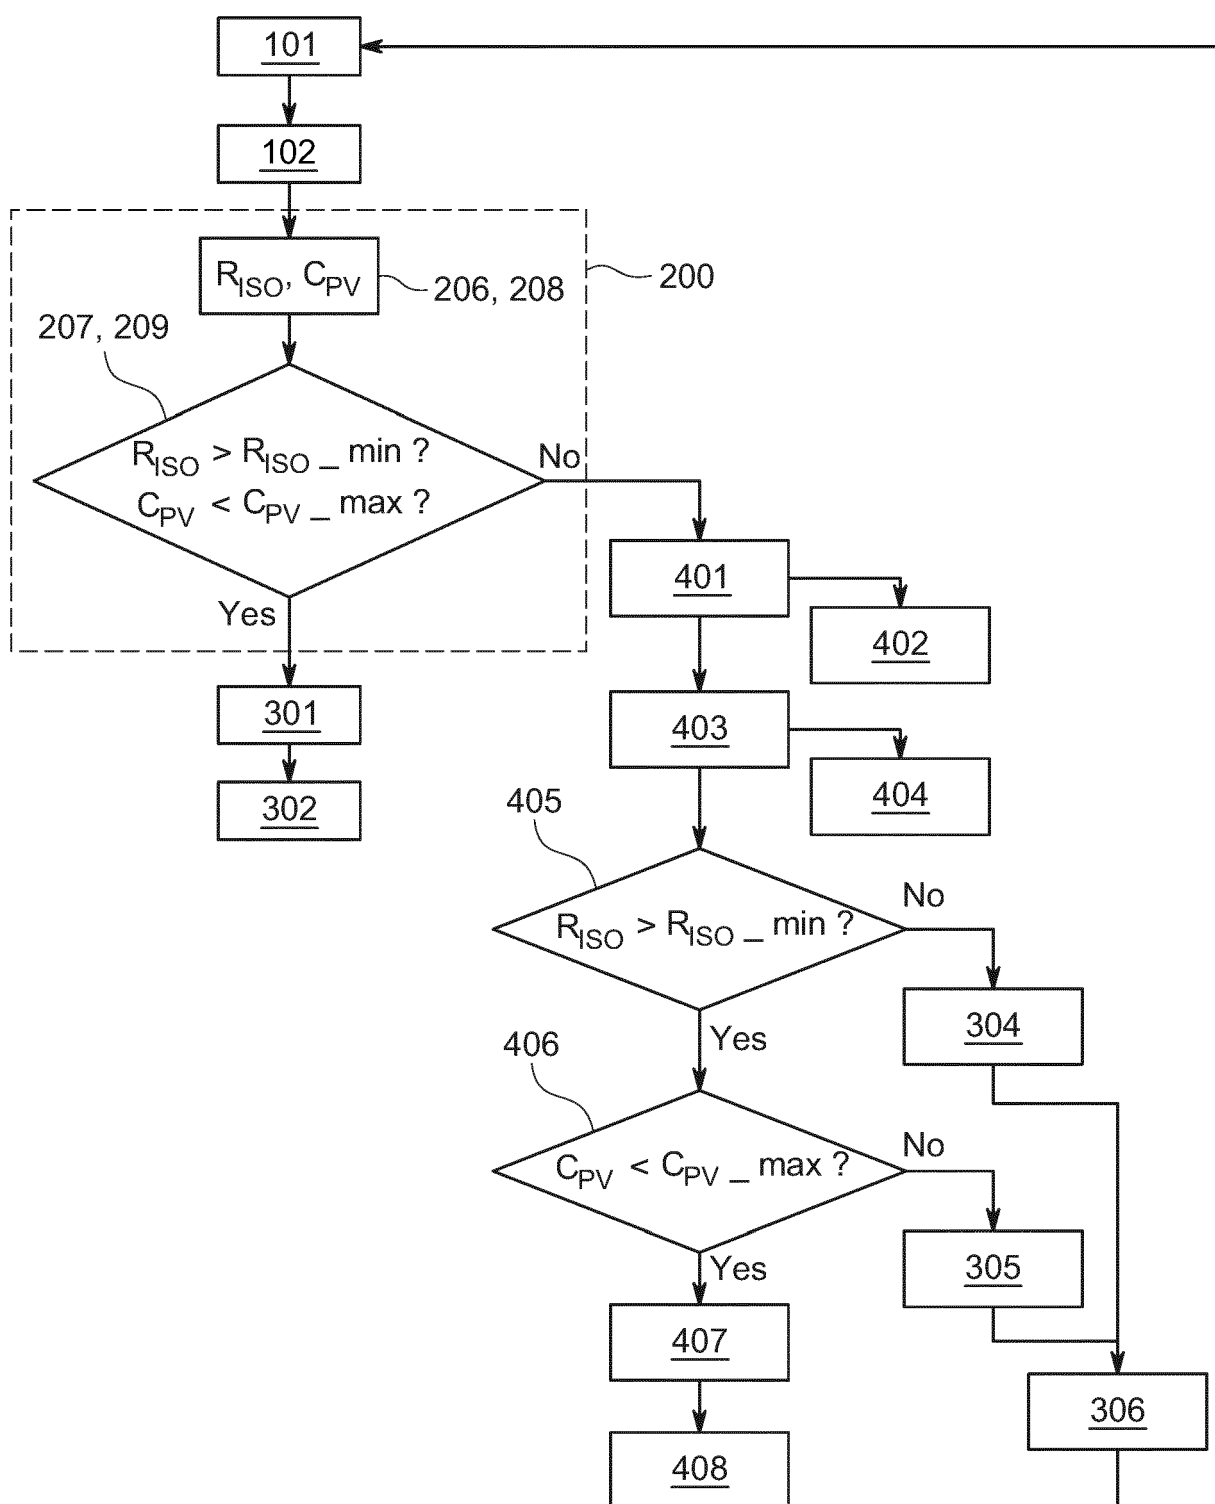 101
102
R_ISO, C_PV
206, 208
200
207, 209
R_ISO > R_ISO _ min ?
C_PV < C_PV _ max ?
No
Yes
401
402
301
403
302
404
405
R_ISO > R_ISO _ min ?
No
304
Yes
406
C_PV < C_PV _ max ?
No
305
Yes
407
306
408